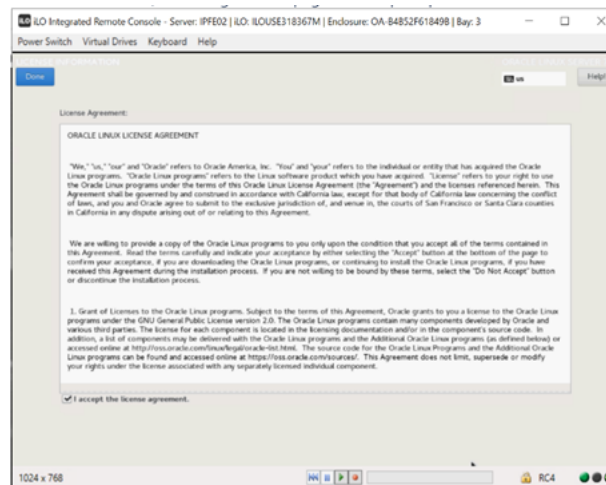 iLO Integrated Remote Console - Server: IPFE02 | iLO: ILOUSE318367M | Enclosure: OA-B4B52F61849B | Bay: 3
Power Switch Virtual Drives Keyboard Help
LICENSE INFORMATION
Done
us
Help!
License Agreement:
ORACLE LINUX LICENSE AGREEMENT
"We," "us," "our" and "Oracle" refers to Oracle America, Inc. "You" and "your" refers to the individual or entity that has acquired the Oracle
Linux programs. "Oracle Linux programs" refers to the Linux software product which you have acquired. "License" refers to your right to use
the Oracle Linux programs under the terms of this Oracle Linux License Agreement (the "Agreement") and the licenses referenced herein. This
Agreement shall be governed by and construed in accordance with California law, except for that body of California law concerning the conflict
of laws, and you and Oracle agree to submit to the exclusive jurisdiction of, and venue in, the courts of San Francisco or Santa Clara counties
in California in any dispute arising out of or relating to this Agreement.
We are willing to provide a copy of the Oracle Linux programs to you only upon the condition that you accept all of the terms contained in
this Agreement. Read the terms carefully and indicate your acceptance by either selecting the "Accept" button at the bottom of the page to
confirm your acceptance, if you are downloading the Oracle Linux programs, or continuing to install the Oracle Linux programs, if you have
received this Agreement during the installation process. If you are not willing to be bound by these terms, select the "Do Not Accept" button
or discontinue the installation process.
1. Grant of Licenses to the Oracle Linux programs. Subject to the terms of this Agreement, Oracle grants to you a license to the Oracle Linux
programs under the GNU General Public License version 2.0. The Oracle Linux programs contain many components developed by Oracle and
various third parties. The license for each component is located in the licensing documentation and/or in the component's source code. In
addition, a list of components may be delivered with the Oracle Linux programs and the Additional Oracle Linux programs (as defined below) or
accessed online at http://oss.oracle.com/linux/legal/oracle-list.html. The source code for the Oracle Linux Programs and the Additional Oracle
Linux programs can be found and accessed online at https://oss.oracle.com/sources/. This Agreement does not limit, supersede or modify
your rights under the license associated with any separately licensed individual component.
I accept the license agreement.
1024 x 768
RC4